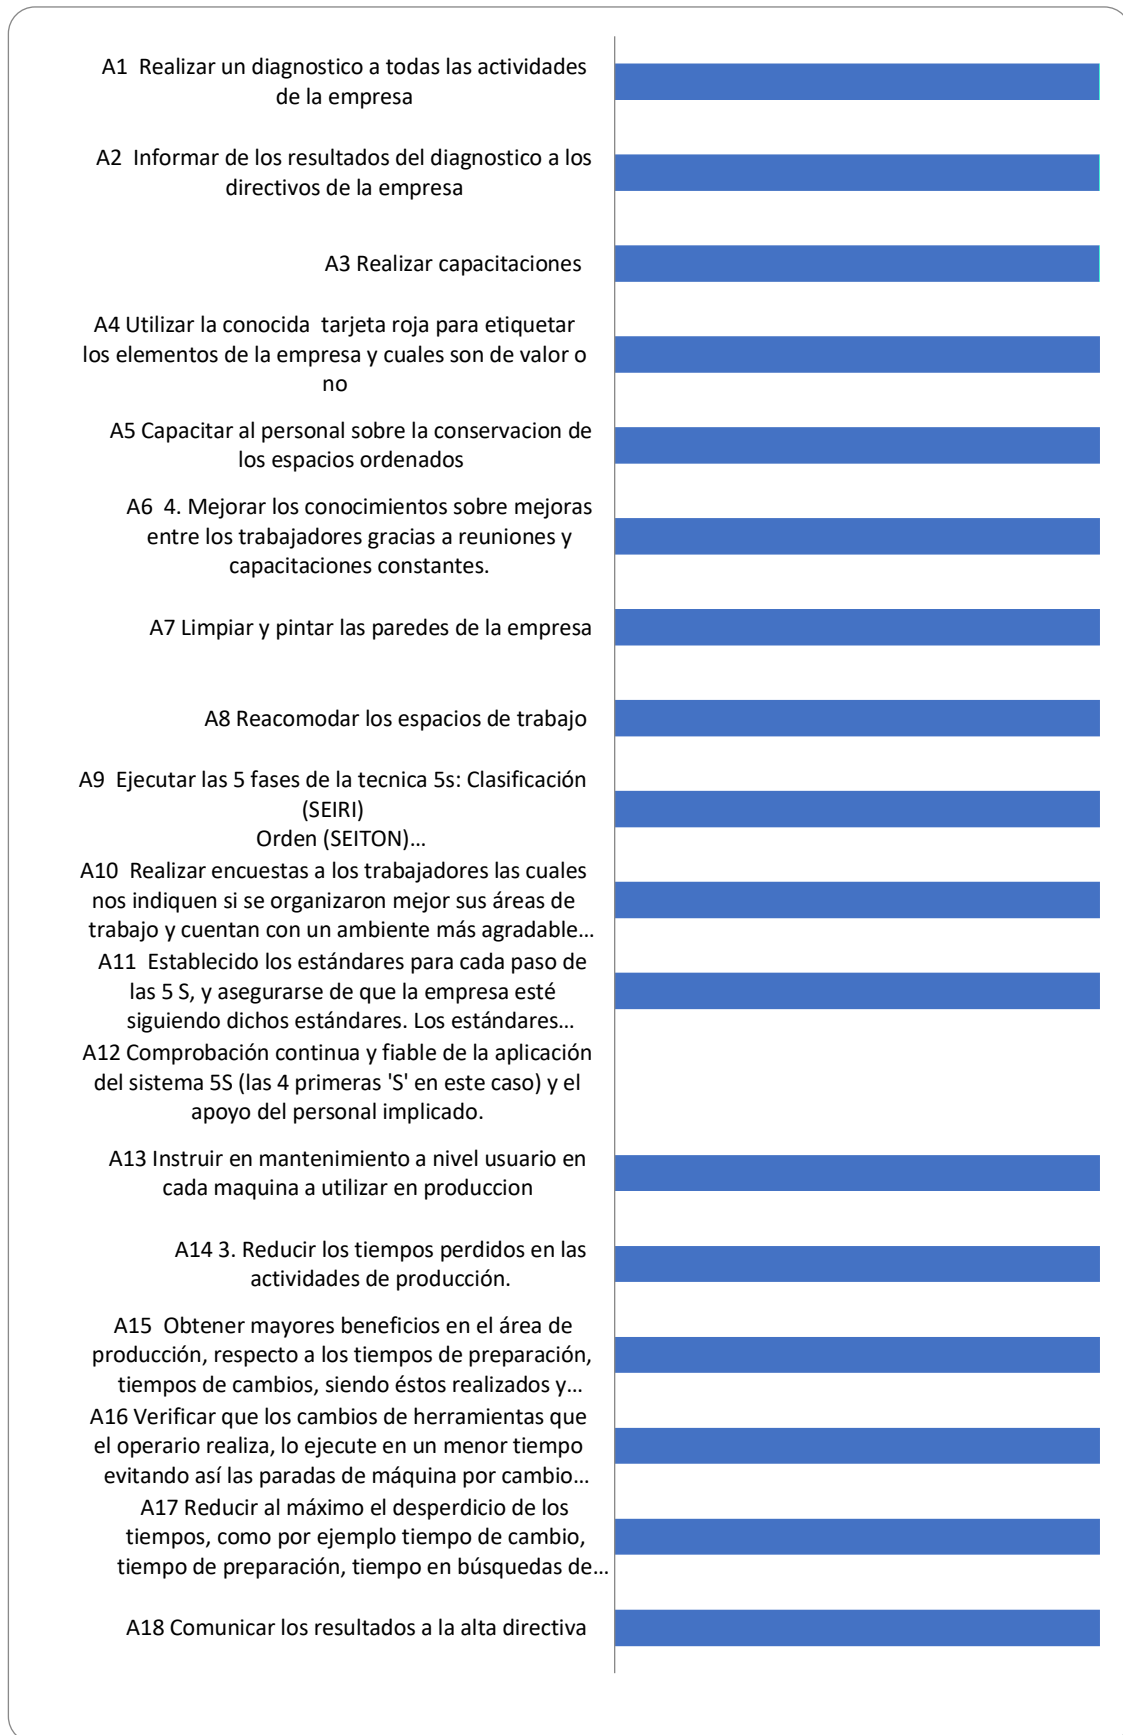 A1  Realizar un diagnostico a todas las actividades
de la empresa
A2  Informar de los resultados del diagnostico a los
directivos de la empresa
A3 Realizar capacitaciones
A4 Utilizar la conocida  tarjeta roja para etiquetar
los elementos de la empresa y cuales son de valor o
no
A5 Capacitar al personal sobre la conservacion de
los espacios ordenados
A6  4. Mejorar los conocimientos sobre mejoras
entre los trabajadores gracias a reuniones y
capacitaciones constantes.
A7 Limpiar y pintar las paredes de la empresa
A8 Reacomodar los espacios de trabajo
A9  Ejecutar las 5 fases de la tecnica 5s: Clasificación
(SEIRI)
Orden (SEITON)…
A10  Realizar encuestas a los trabajadores las cuales
nos indiquen si se organizaron mejor sus áreas de
trabajo y cuentan con un ambiente más agradable…
A11  Establecido los estándares para cada paso de
las 5 S, y asegurarse de que la empresa esté
siguiendo dichos estándares. Los estándares…
A12 Comprobación continua y fiable de la aplicación
del sistema 5S (las 4 primeras 'S' en este caso) y el
apoyo del personal implicado.
A13 Instruir en mantenimiento a nivel usuario en
cada maquina a utilizar en produccion
A14 3. Reducir los tiempos perdidos en las
actividades de producción.
A15  Obtener mayores beneficios en el área de
producción, respecto a los tiempos de preparación,
tiempos de cambios, siendo éstos realizados y…
A16 Verificar que los cambios de herramientas que
el operario realiza, lo ejecute en un menor tiempo
evitando así las paradas de máquina por cambio…
A17 Reducir al máximo el desperdicio de los
tiempos, como por ejemplo tiempo de cambio,
tiempo de preparación, tiempo en búsquedas de…
A18 Comunicar los resultados a la alta directiva